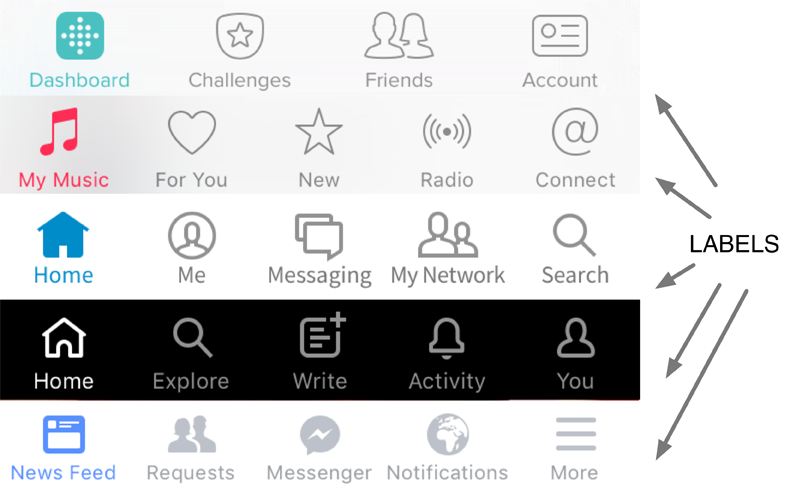 Dashboard Challenges Friends Account
My Music For You New Radio Connect
LABELS
Home Me Messaging My Network Search
Home Explore Write Activity You
News Feed Requests Messenger Notifications More